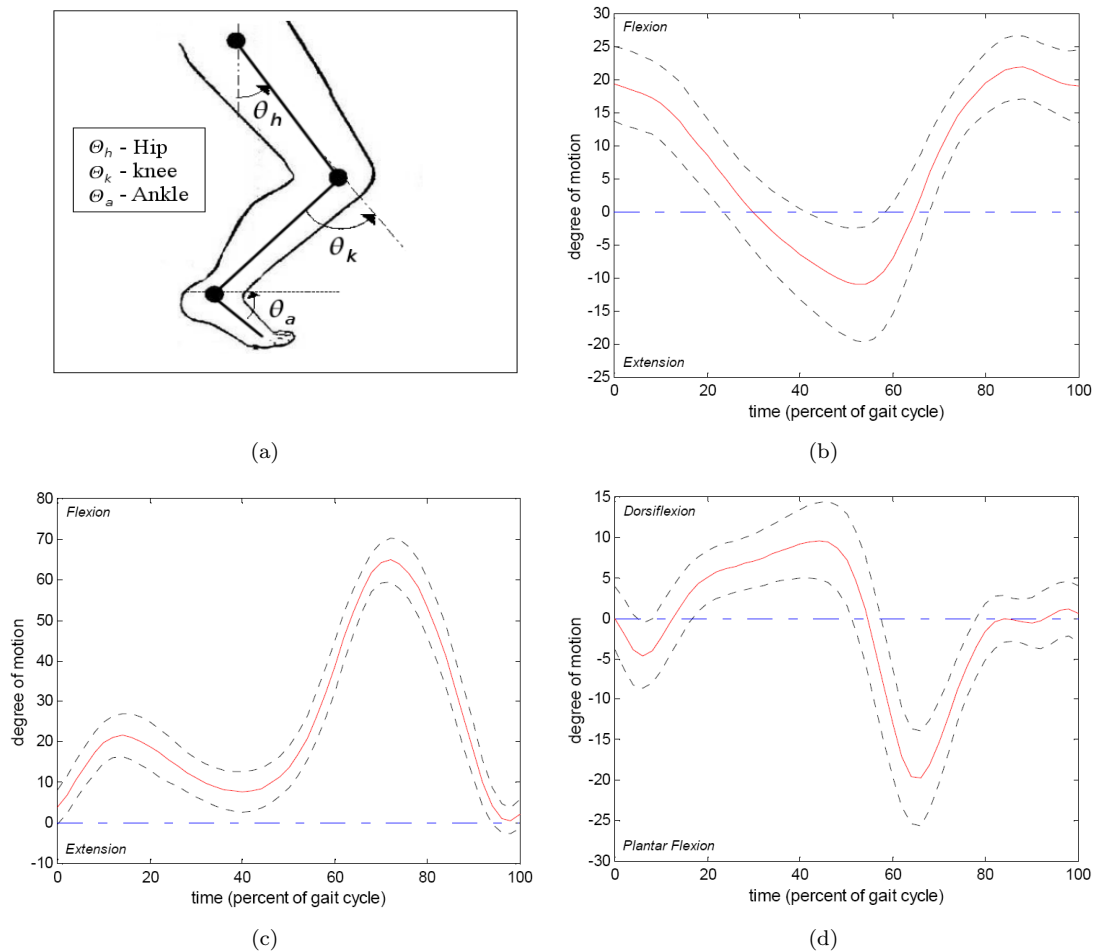 θh
Θh - Hip
Θk - knee
Θa - Ankle
θk
θa
(a)
30
25
20
15
10
5
0
-5
-10
-15
-20
-25
degree of motion
Flexion
Extension
0 20 40 60 80 100
time (percent of gait cycle)
(b)
80
70
60
50
40
30
20
10
0
-10
degree of motion
Flexion
Extension
0 20 40 60 80 100
time (percent of gait cycle)
(c)
15
10
5
0
-5
-10
-15
-20
-25
-30
degree of motion
Dorsiflexion
Plantar Flexion
0 20 40 60 80 100
time (percent of gait cycle)
(d)